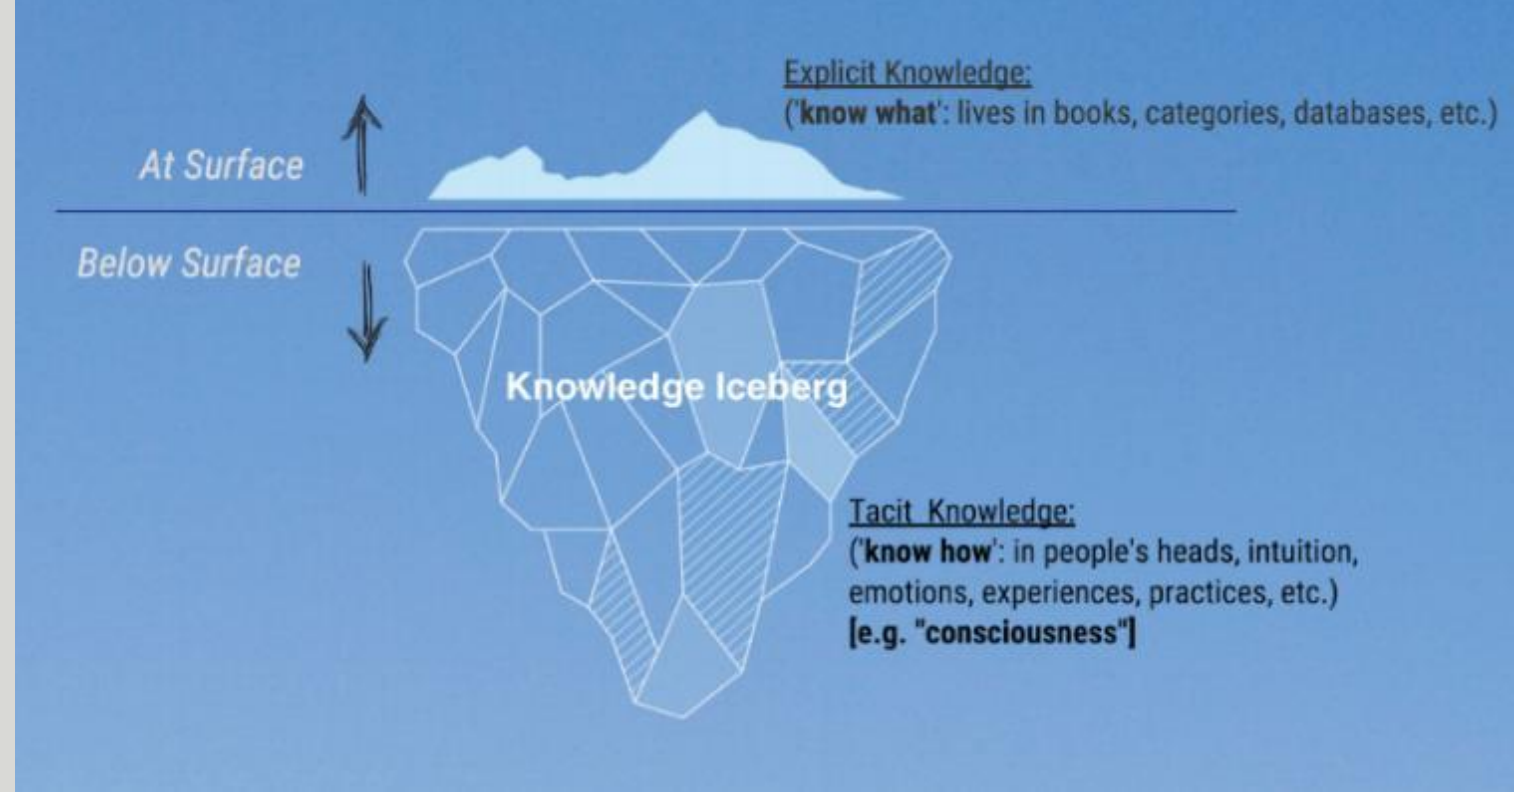 Explicit Knowledge:
('know what': lives in books, categories, databases, etc.)
At Surface
Below Surface
Knowledge Iceberg
Tacit Knowledge:
('know how': in people's heads, intuition,
emotions, experiences, practices, etc.)
[e.g. "consciousness"]